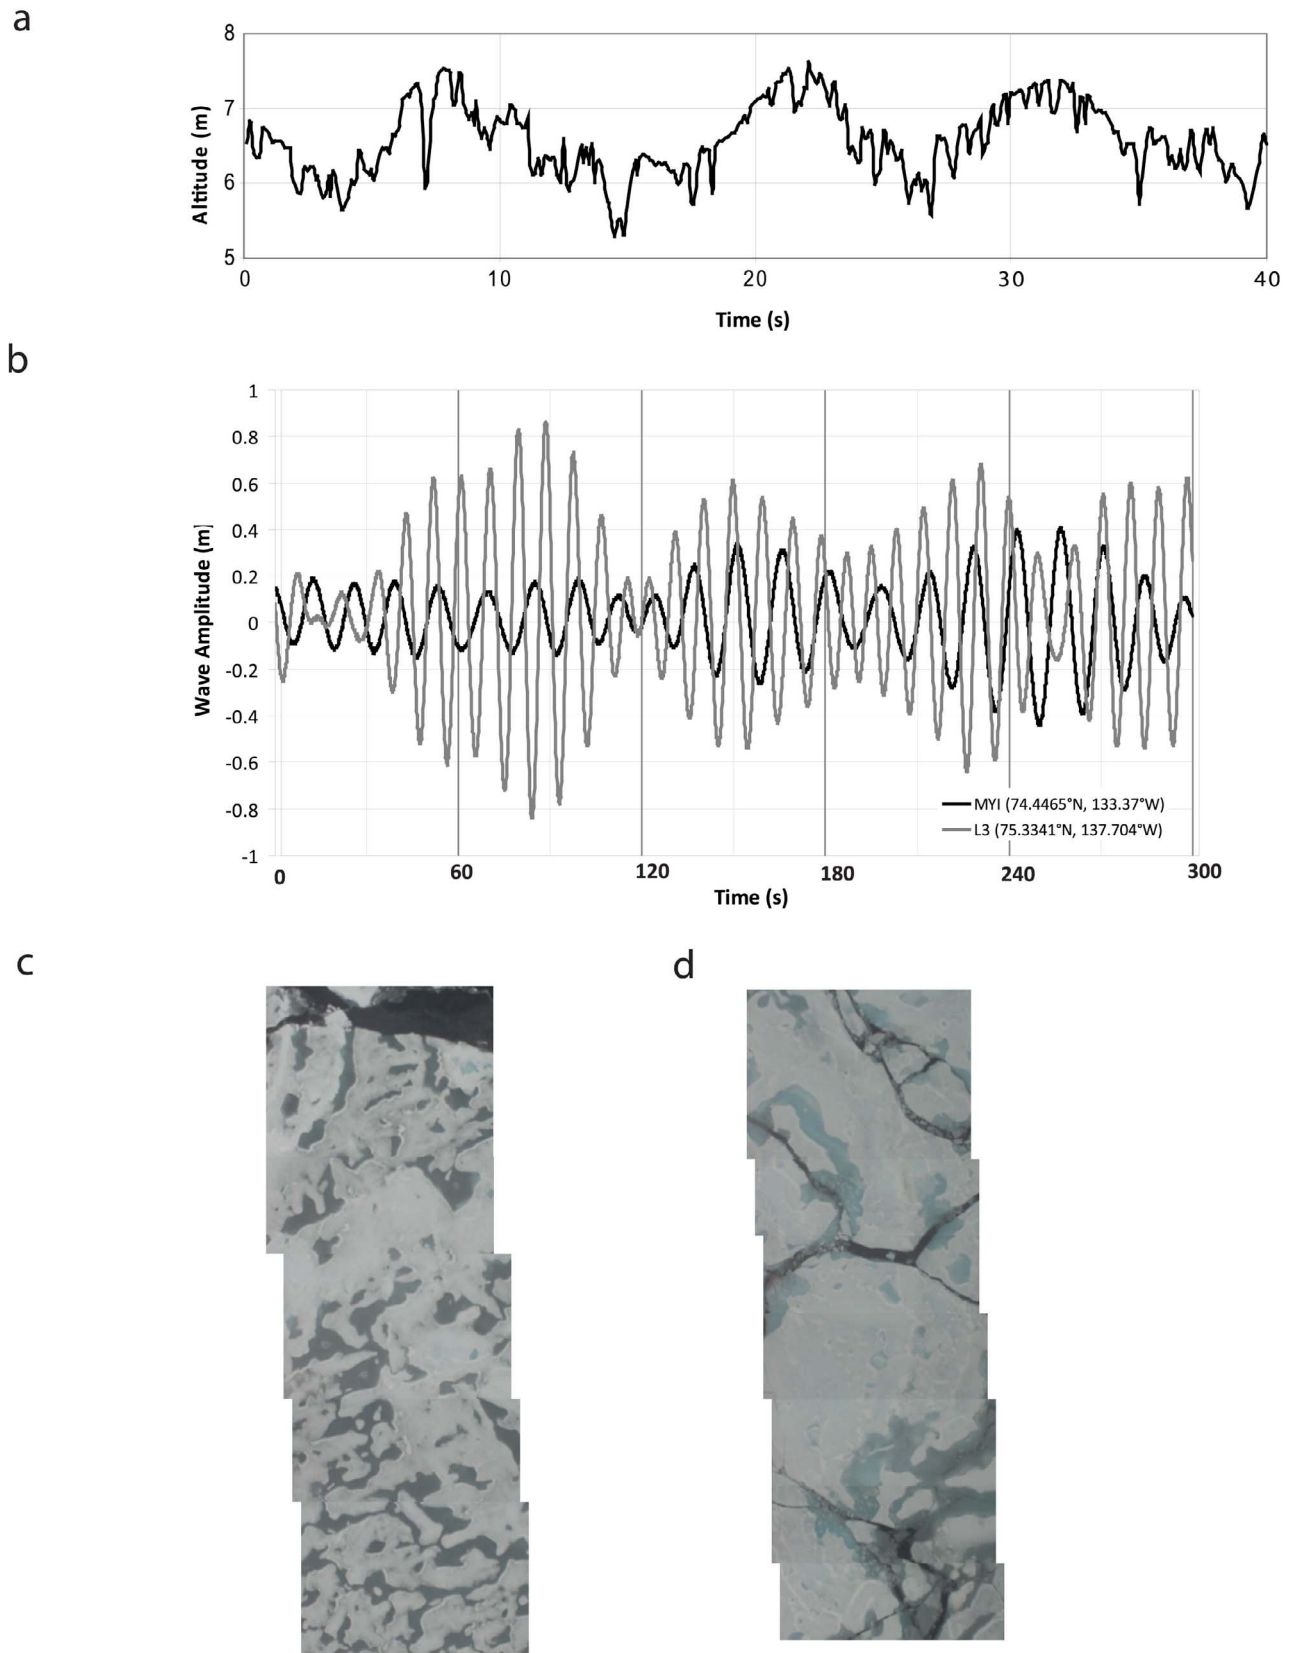 a
8
7
6
5
Altitude (m)
0 10 20 30 40
Time (s)
b
1
0.8
0.6
0.4
0.2
0
-0.2
-0.4
-0.6
-0.8
-1
Wave Amplitude (m)
MYI (74.4465°N, 133.37°W)
L3 (75.3341°N, 137.704°W)
0 60 120 180 240 300
Time (s)
c
d